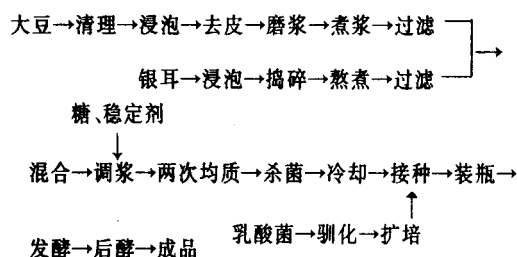 大豆→清理→浸泡→去皮→磨浆→煮浆→过滤
银耳→浸泡→捣碎→熬煮→过滤
糖、稳定剂
混合→调浆→两次均质→杀菌→冷却→接种→装瓶→
乳酸菌→驯化→扩培
发酵→后酵→成品